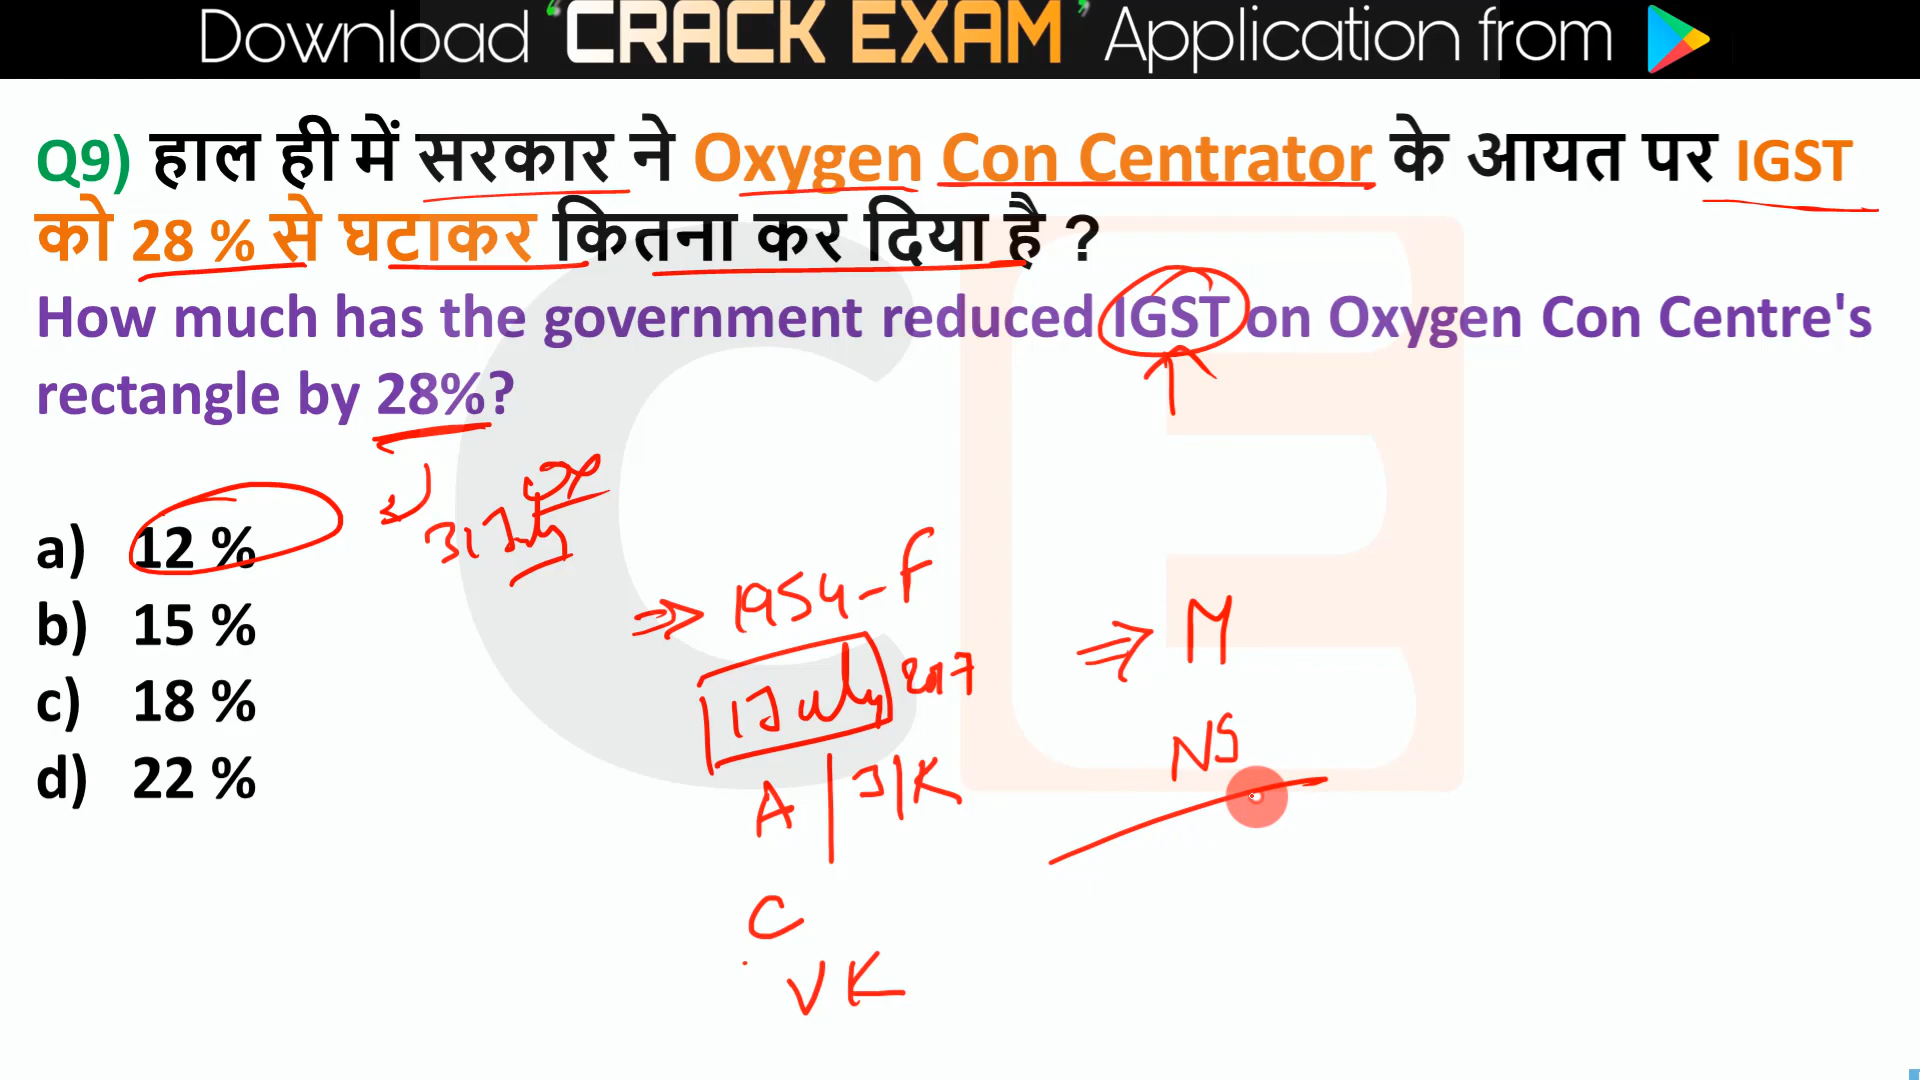 Download 'CRACK EXAM' Application from
Q9) हाल ही में सरकार ने Oxygen Con Centrator के आयत पर IGST
को 28 % से घटाकर कितना कर दिया है ?
How much has the government reduced IGST on Oxygen Con Centre's
rectangle by 28%?
a) 12 %
b) 15 %
c) 18 %
d) 22 %
31 July
1954 - F
1 July 2017
A | J | K
C
VK
M
NS